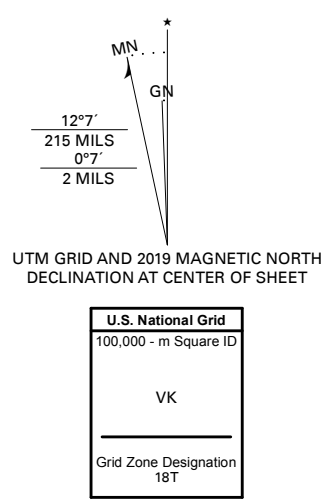 MN
GN
12°7´
215 MILS
0°7´
2 MILS
UTM GRID AND 2019 MAGNETIC NORTH
DECLINATION AT CENTER OF SHEET
U.S. National Grid
100,000 - m Square ID
VK
Grid Zone Designation
18T